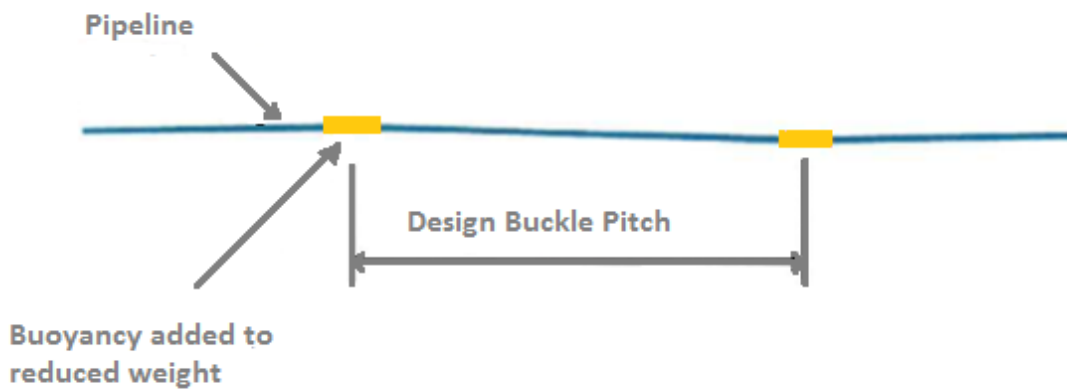 Pipeline
Design Buckle Pitch
Buoyancy added to
reduced weight